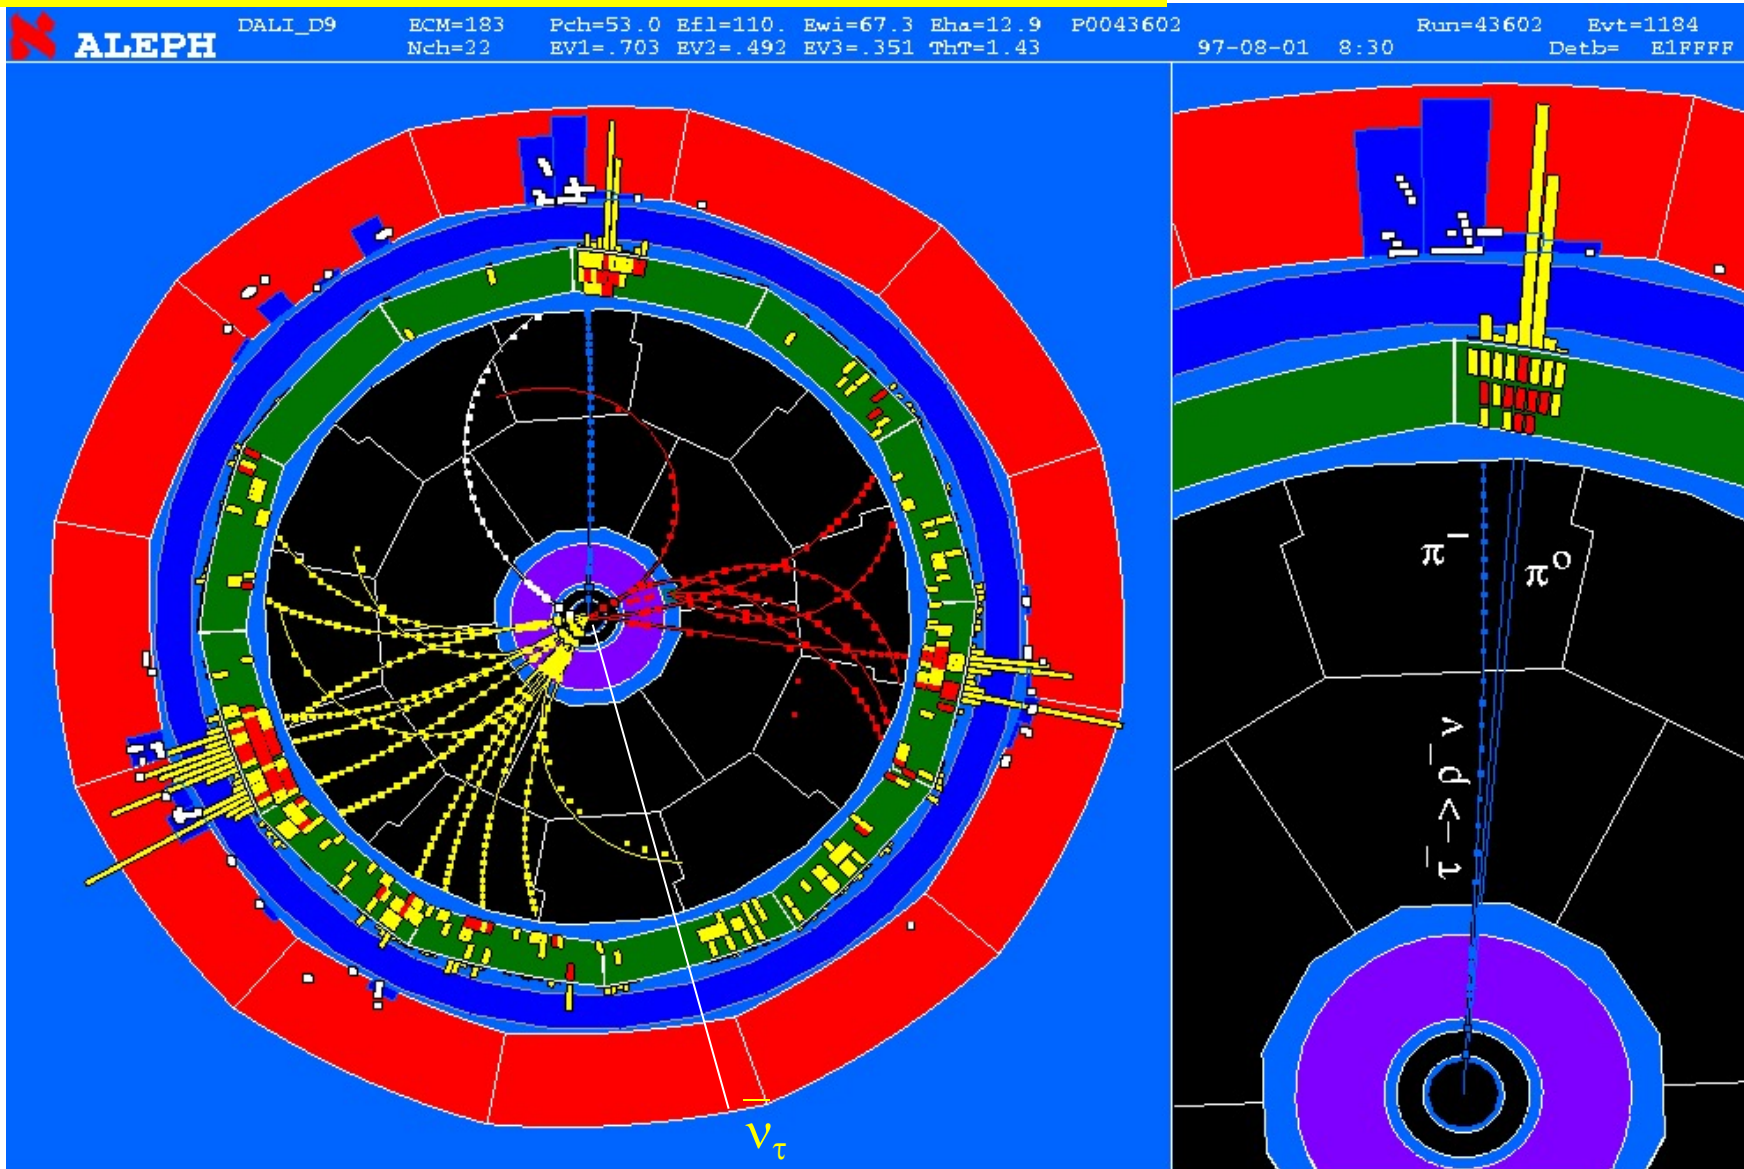 ALEPH DALI_D9 ECM=183 Pch=53.0 Efl=110. Ewi=67.3 Eha=12.9 P0043602 Run=43602 Evt=1184
Nch=22 EV1=.703 EV2=.492 EV3=.351 ThT=1.43 97-08-01 8:30 Detb= E1FFFF
π⁻
π⁰
τ⁻ -> ρ⁻ ν
ν̅_τ